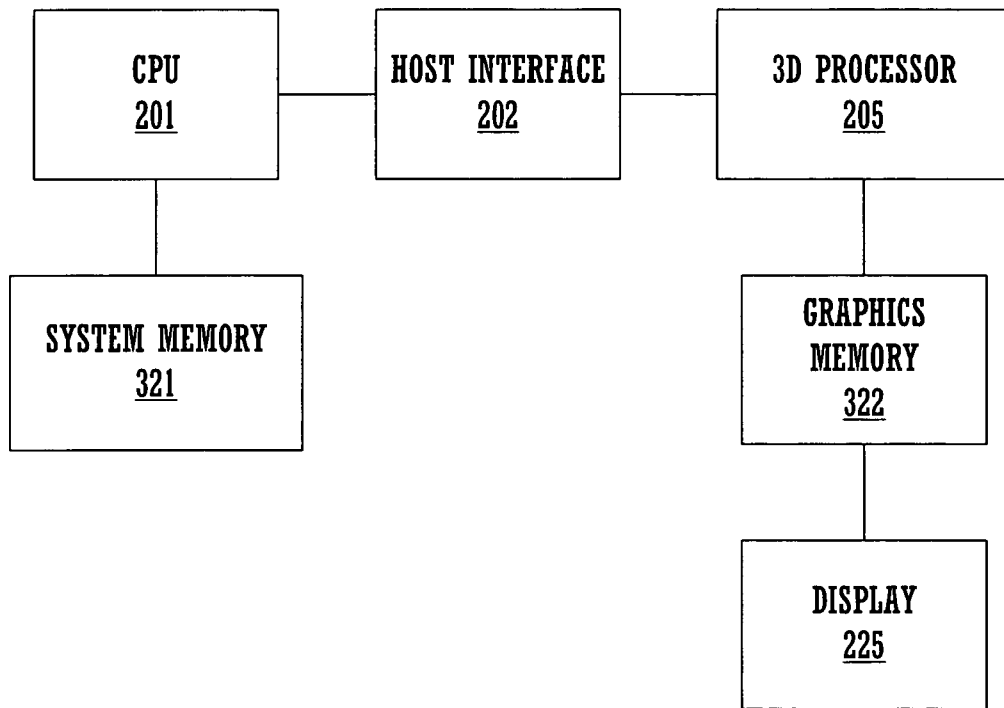 CPU
201
HOST INTERFACE
202
3D PROCESSOR
205
SYSTEM MEMORY
321
GRAPHICS
MEMORY
322
DISPLAY
225